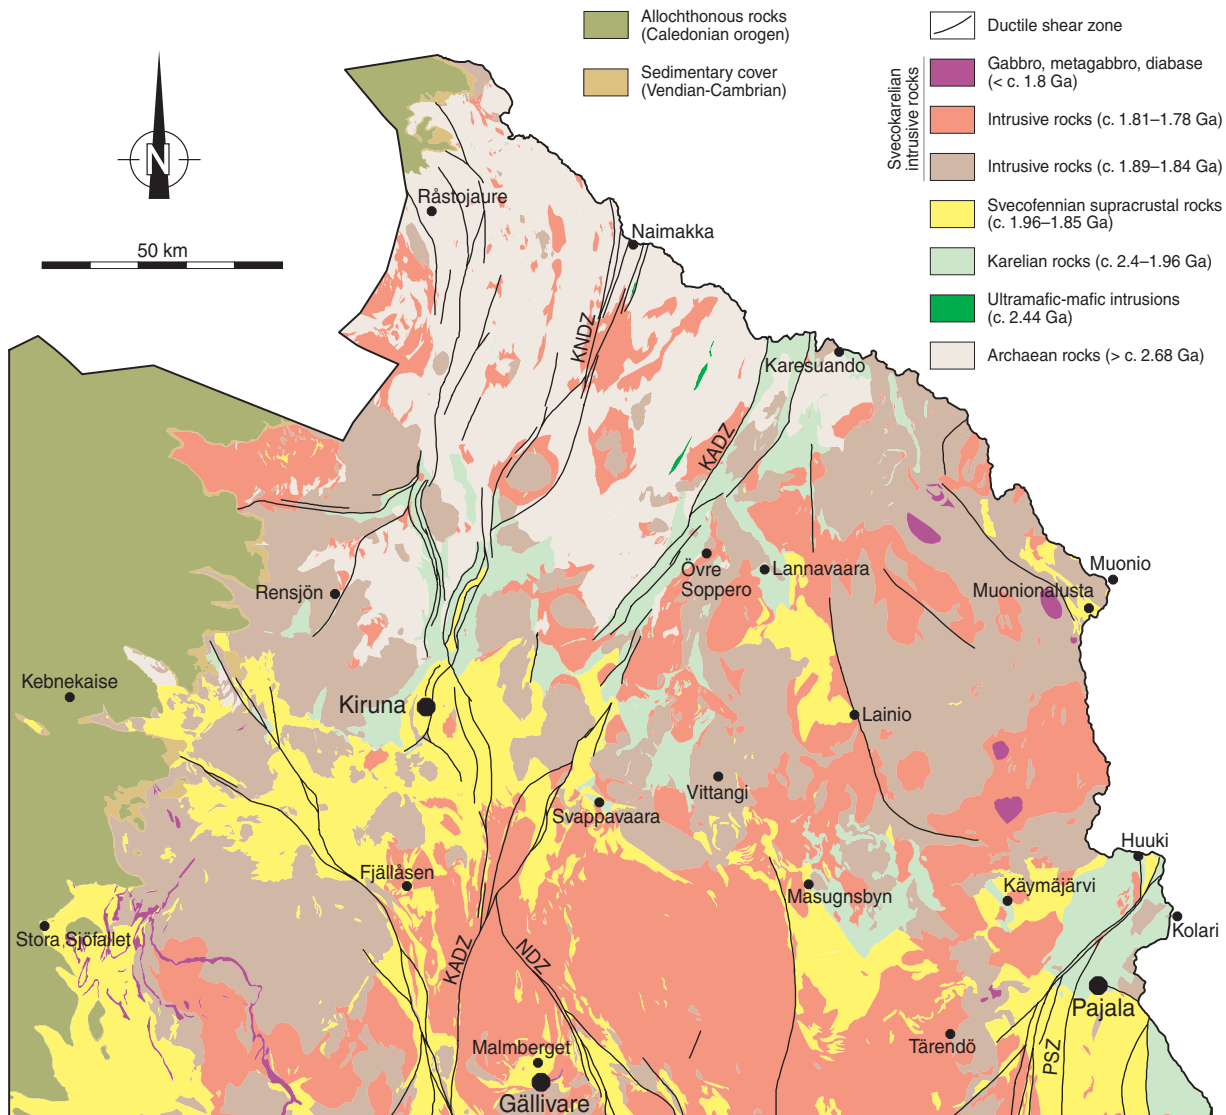 Allochthonous rocks
(Caledonian orogen)
Sedimentary cover
(Vendian-Cambrian)
Ductile shear zone
Svecokarelian
intrusive rocks
Gabbro, metagabbro, diabase
(< c. 1.8 Ga)
Intrusive rocks (c. 1.81–1.78 Ga)
Intrusive rocks (c. 1.89–1.84 Ga)
Svecofennian supracrustal rocks
(c. 1.96–1.85 Ga)
Karelian rocks (c. 2.4–1.96 Ga)
Ultramafic-mafic intrusions
(c. 2.44 Ga)
Archaean rocks (> c. 2.68 Ga)
N
50 km
Råstojaure
Naimakka
KNDZ
Karesuando
KADZ
Övre
Soppero
Lannavaara
Muonio
Muonionalusta
Rensjön
Kebnekaise
Kiruna
Lainio
Vittangi
Svappavaara
Huuki
Fjällåsen
Masugnsbyn
Käymäjärvi
Kolari
Stora Sjöfallet
KADZ
NDZ
Pajala
Tärendö
PSZ
Malmberget
Gällivare